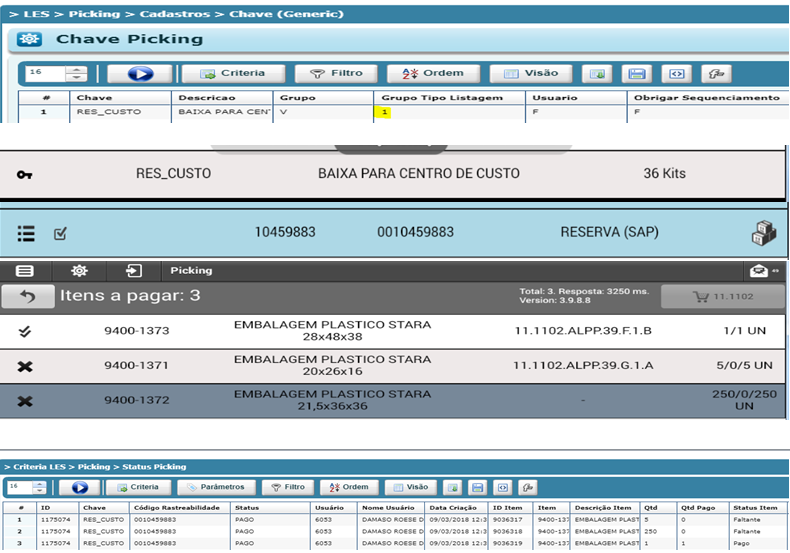 > LES > Picking > Cadastros > Chave (Generic)
Chave Picking
16 Criteria Filtro Ordem Visão
# Chave Descricao Grupo Grupo Tipo Listagem Usuario Obrigar Sequenciamento
1 RES_CUSTO BAIXA PARA CEN V 1 F F
RES_CUSTO BAIXA PARA CENTRO DE CUSTO 36 Kits
10459883 0010459883 RESERVA (SAP)
Picking
Itens a pagar: 3 Total: 3. Resposta: 3250 ms. 11.1102
Version: 3.9.8.8
9400-1373 EMBALAGEM PLASTICO STARA 11.1102.ALPP.39.F.1.B 1/1 UN
28x48x38
9400-1371 EMBALAGEM PLASTICO STARA 11.1102.ALPP.39.G.1.A 5/0/5 UN
20x26x16
9400-1372 EMBALAGEM PLASTICO STARA - 250/0/250
21,5x36x36 UN
> Criteria LES > Picking > Status Picking
16 Criteria Parâmetros Filtro Ordem Visão
# ID Chave Código Rastreabilidade Status Usuário Nome Usuário Data Criação ID Item Item Descrição Item Qtd Qtd Pago Status Item
1 1175074 RES_CUSTO 0010459883 PAGO 6053 DAMASO ROESE D 09/03/2018 12:3 9036317 9400-137 EMBALAGEM PLAST 5 0 Faltante
2 1175074 RES_CUSTO 0010459883 PAGO 6053 DAMASO ROESE D 09/03/2018 12:3 9036318 9400-137 EMBALAGEM PLAST 250 0 Faltante
3 1175074 RES_CUSTO 0010459883 PAGO 6053 DAMASO ROESE D 09/03/2018 12:3 9036319 9400-137 EMBALAGEM PLAST 1 1 Pago